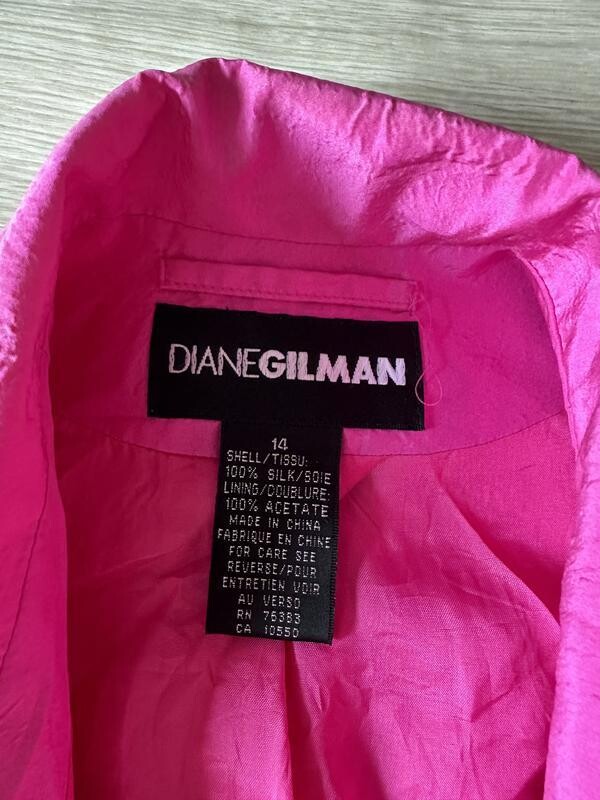 DIANEGILMAN
14
SHELL/TISSU:
100% SILK/SOIE
LINING/DOUBLURE:
100% ACETATE
MADE IN CHINA
FABRIQUE EN CHINE
FOR CARE SEE
REVERSE/POUR
ENTRETIEN VOIR
AU VERSO
RN 76383
CA 10550